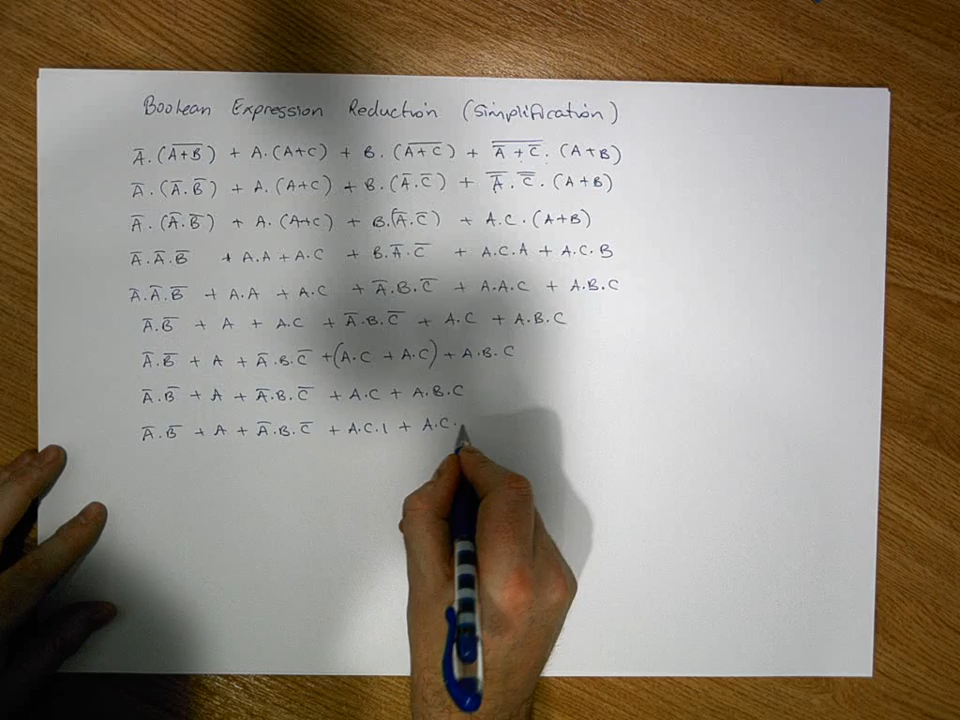 Boolean Expression Reduction (Simplification)
A̅.(A̅+̅B̅) + A.(A+C) + B.(A̅+̅C̅) + A̿ ̅+̅ C̿.(A+B)
A̅.(A̅.B̅) + A.(A+C) + B.(A̅.C̅) + A̿.C̿.(A+B)
A̅.(A̅.B̅) + A.(A+C) + B.(A̅.C̅) + A.C.(A+B)
A̅.A̅.B̅ + A.A + A.C + B.A̅.C̅ + A.C.A + A.C.B
A̅.A̅.B̅ + A.A + A.C + A̅.B.C̅ + A.A.C + A.B.C
A̅.B̅ + A + A.C + A̅.B.C̅ + A.C + A.B.C
A̅.B̅ + A + A̅.B.C̅ + (A.C + A.C) + A.B.C
A̅.B̅ + A + A̅.B.C̅ + A.C + A.B.C
A̅.B̅ + A + A̅.B.C̅ + A.C.1 + A.C.